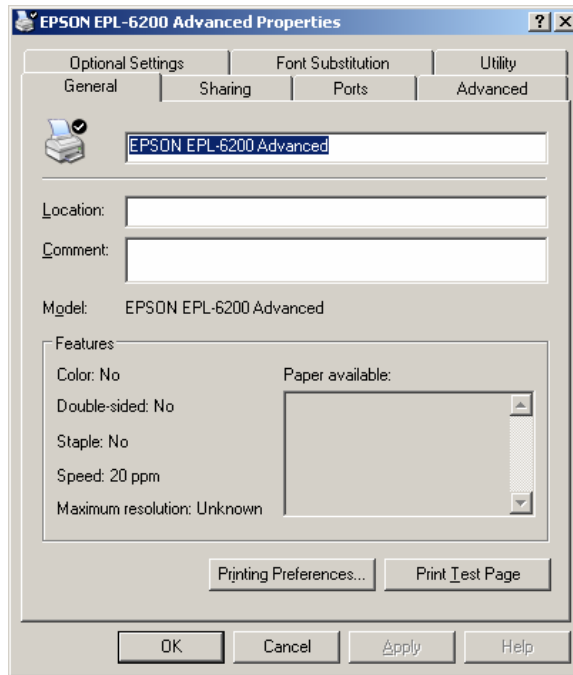 EPSON EPL-6200 Advanced Properties
Optional Settings Font Substitution Utility
General Sharing Ports Advanced
EPSON EPL-6200 Advanced
Location:
Comment:
Model: EPSON EPL-6200 Advanced
Features
Color: No Paper available:
Double-sided: No
Staple: No
Speed: 20 ppm
Maximum resolution: Unknown
Printing Preferences... Print Test Page
OK Cancel Apply Help